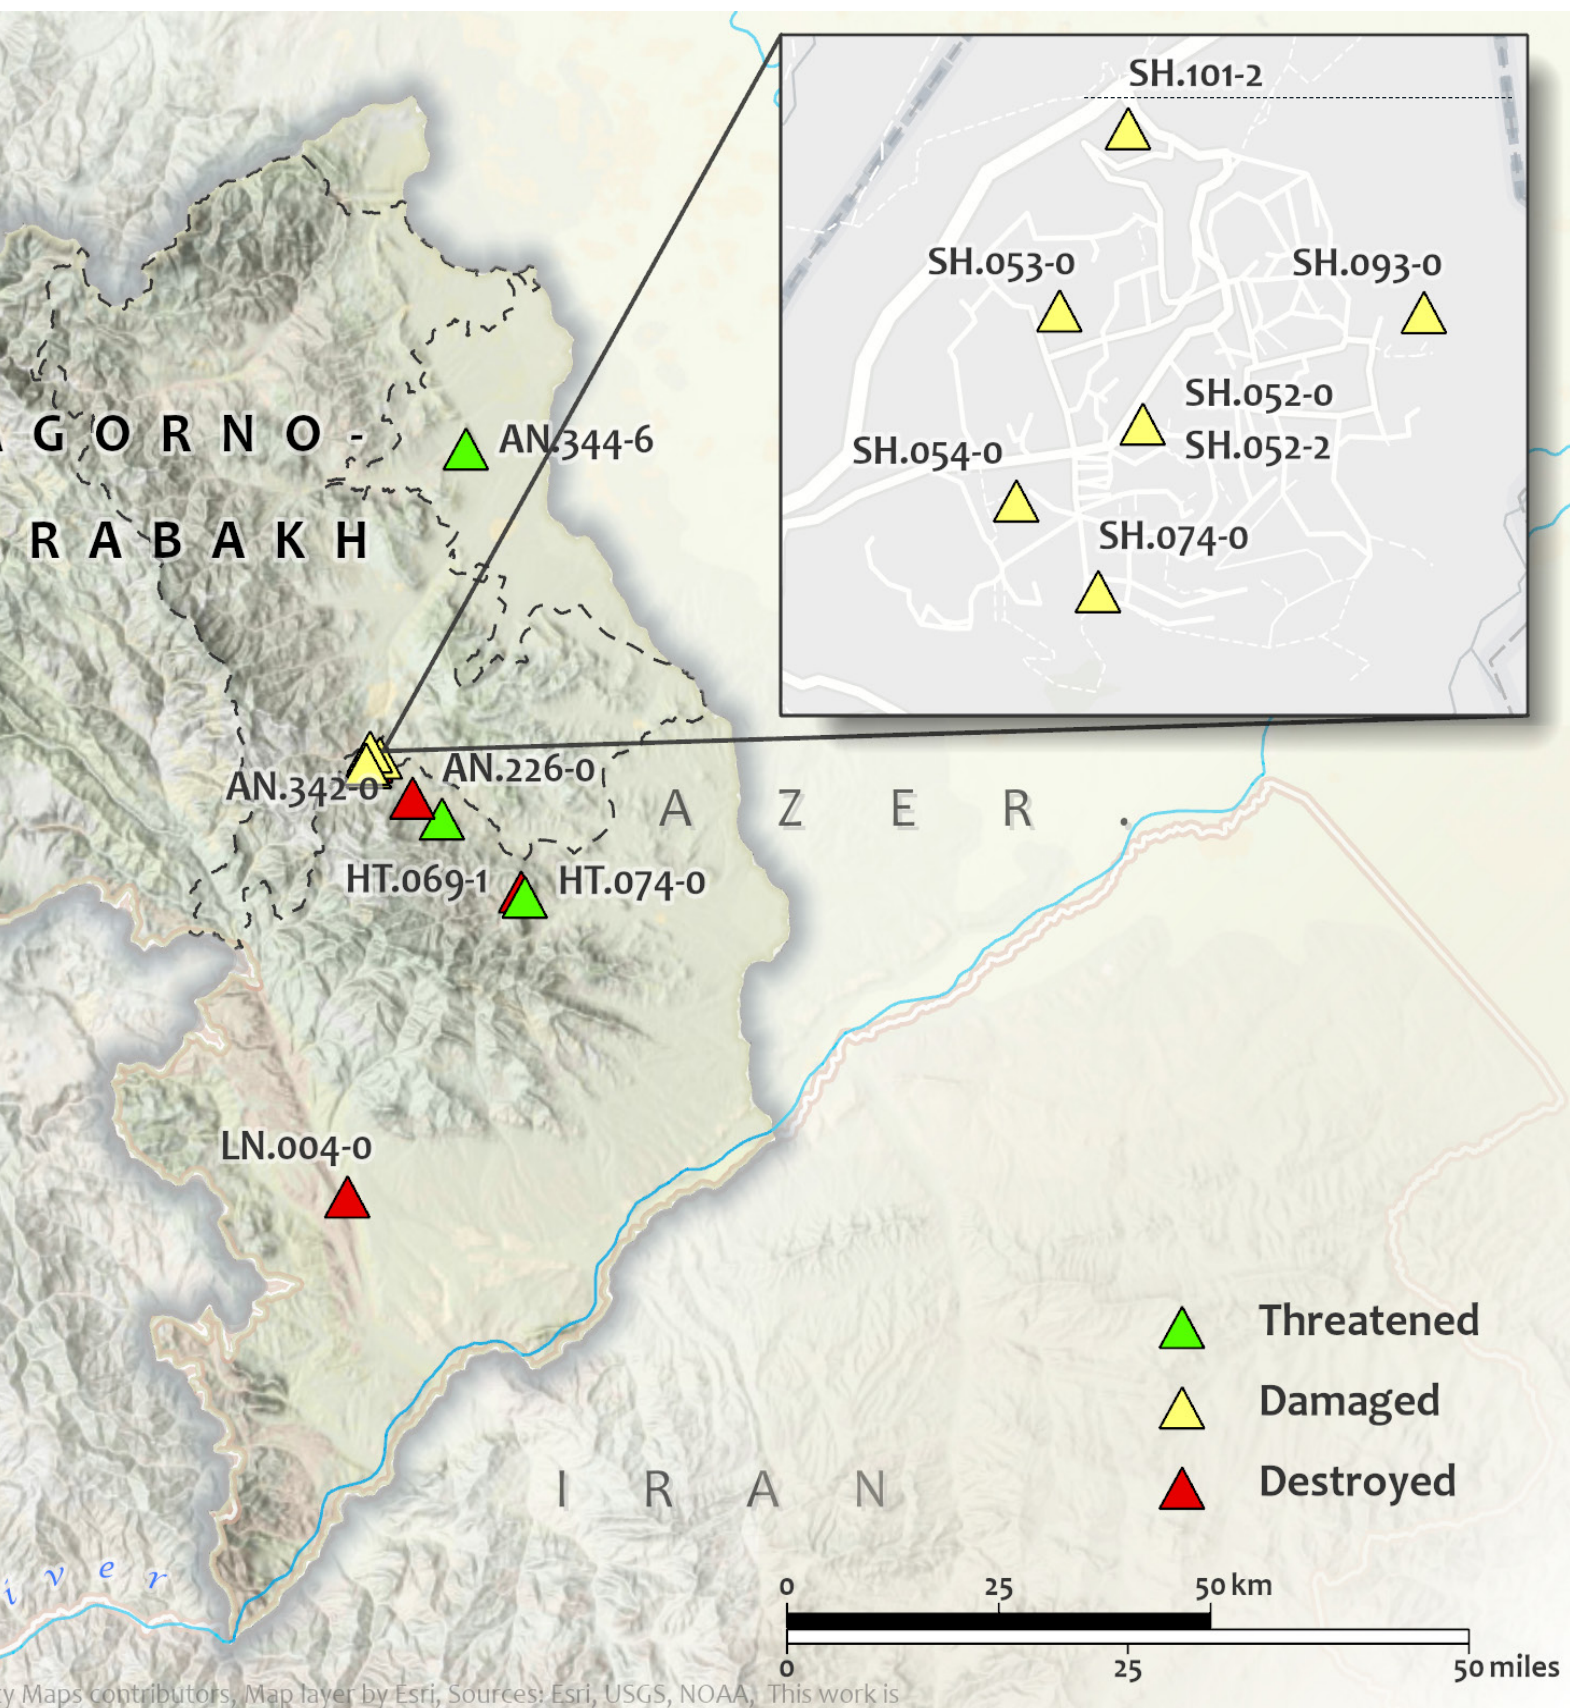 SH.101-2
SH.053-0
SH.093-0
SH.052-0
SH.054-0
SH.052-2
SH.074-0
GORNO-
AN.344-6
RABAKH
AN.342-0
AN.226-0
AZER.
HT.069-1
HT.074-0
LN.004-0
Threatened
Damaged
Destroyed
IRAN
iver
0 25 50 km
0 25 50 miles
y Maps contributors, Map layer by Esri, Sources: Esri, USGS, NOAA, This work is